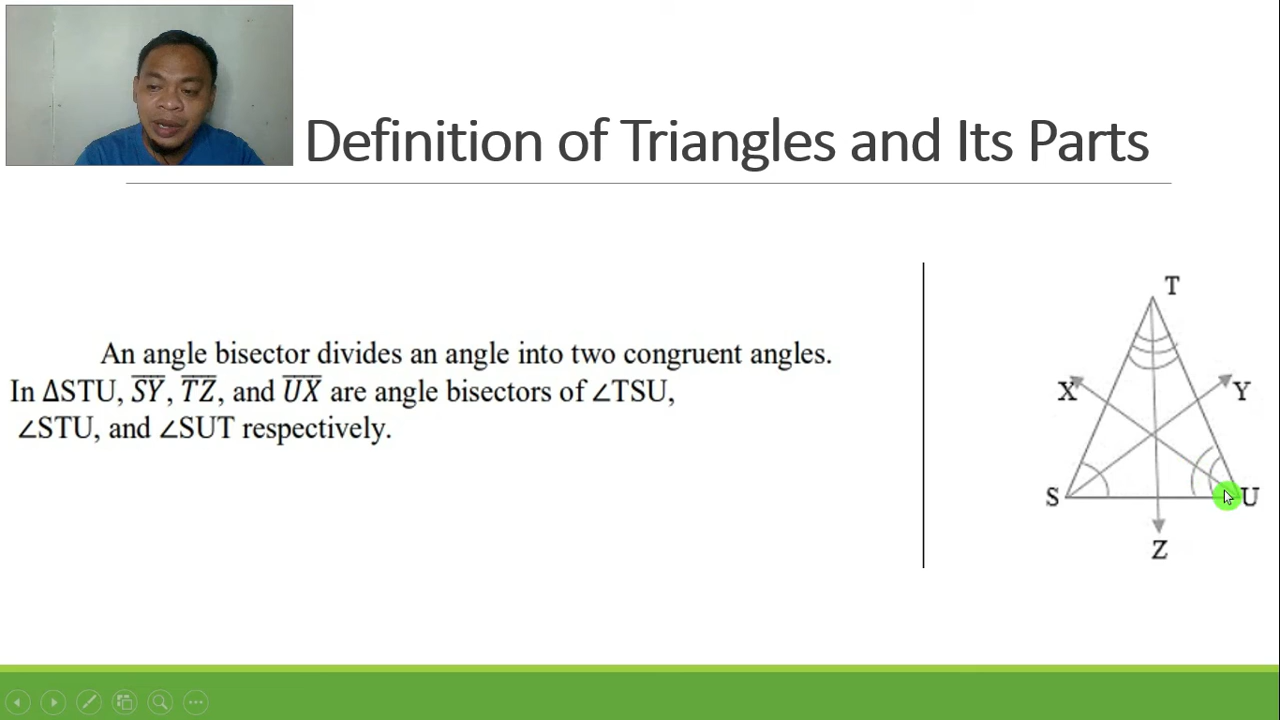 Definition of Triangles and Its Parts
An angle bisector divides an angle into two congruent angles.
In ΔSTU, S̅Y̅, T̅Z̅, and U̅X̅ are angle bisectors of ∠TSU,
∠STU, and ∠SUT respectively.
T
X
Y
S
U
Z